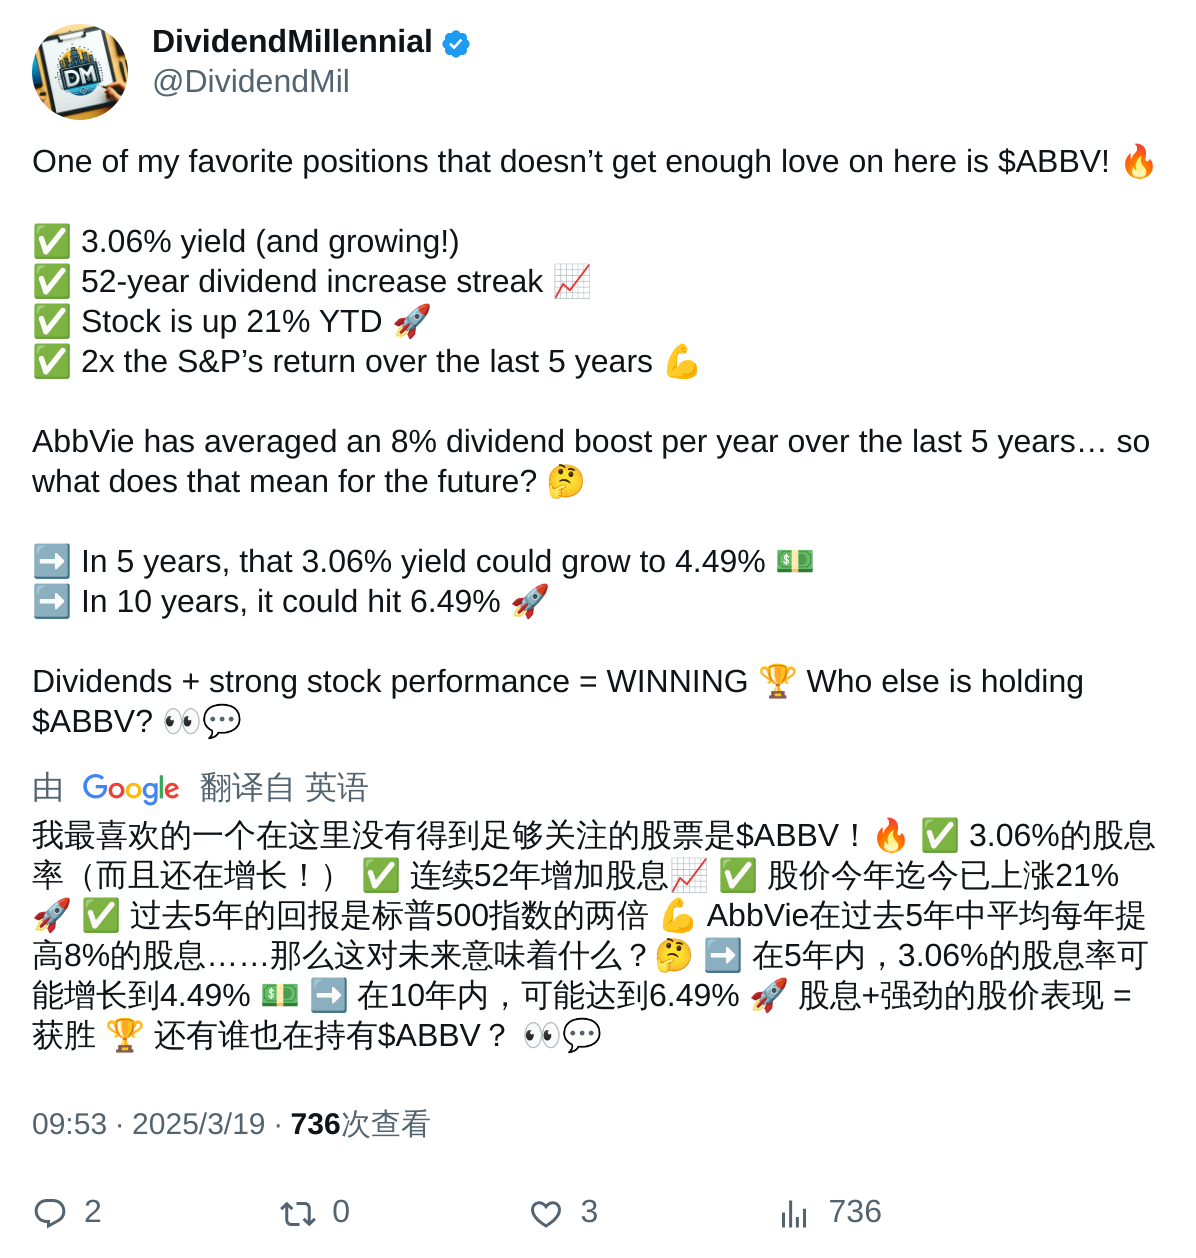 DividendMillennial
@DividendMil
One of my favorite positions that doesn’t get enough love on here is $ABBV! 🔥
✅ 3.06% yield (and growing!)
✅ 52-year dividend increase streak 📈
✅ Stock is up 21% YTD 🚀
✅ 2x the S&P’s return over the last 5 years 💪
AbbVie has averaged an 8% dividend boost per year over the last 5 years… so
what does that mean for the future? 🤔
➡️ In 5 years, that 3.06% yield could grow to 4.49% 💵
➡️ In 10 years, it could hit 6.49% 🚀
Dividends + strong stock performance = WINNING 🏆 Who else is holding
$ABBV? 👀💬
由 Google 翻译自 英语
我最喜欢的一个在这里没有得到足够关注的股票是$ABBV！🔥 ✅ 3.06%的股息
率（而且还在增长！） ✅ 连续52年增加股息📈 ✅ 股价今年迄今已上涨21%
🚀 ✅ 过去5年的回报是标普500指数的两倍 💪 AbbVie在过去5年中平均每年提
高8%的股息……那么这对未来意味着什么？🤔 ➡️ 在5年内，3.06%的股息率可
能增长到4.49% 💵 ➡️ 在10年内，可能达到6.49% 🚀 股息+强劲的股价表现 =
获胜 🏆 还有谁也在持有$ABBV？ 👀💬
09:53 · 2025/3/19 · 736次查看
2 0 3 736